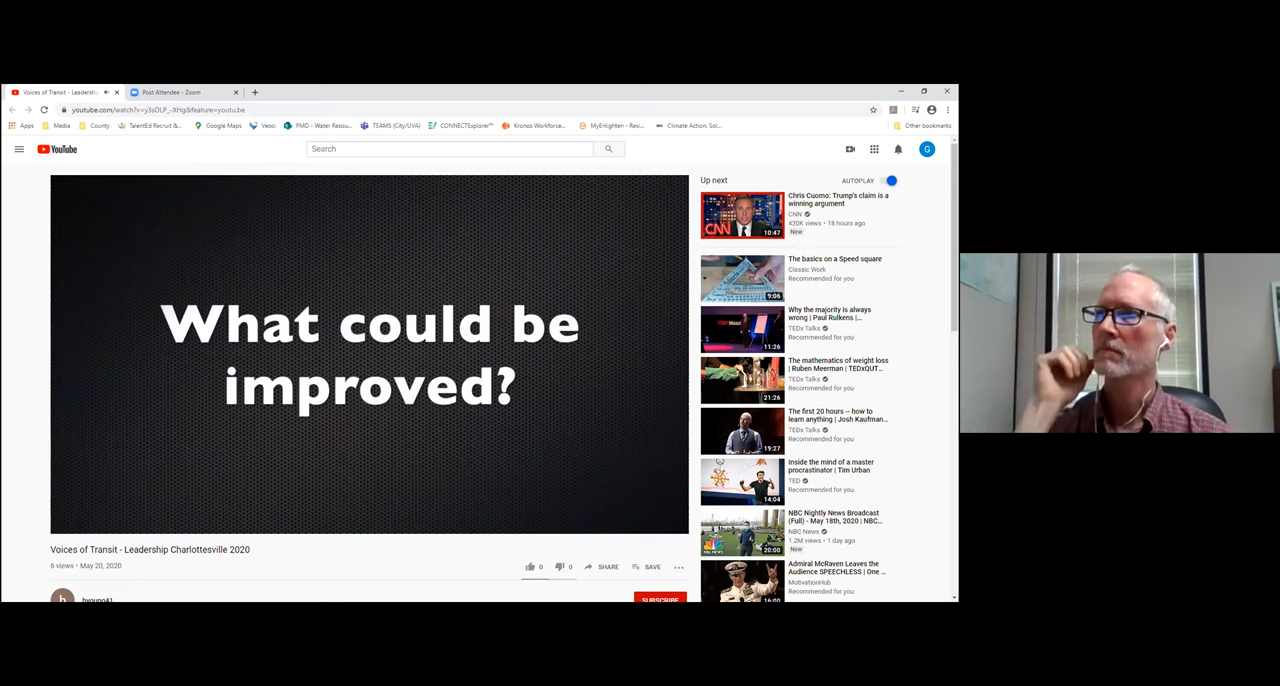 Voices of Transit - Leadership
Post Attendee - Zoom
youtube.com/watch?v=y3sDLP_-XHg&feature=youtu.be
Apps
Media
County
TalentEd Recruit &...
Google Maps
Veoci
PMD - Water Resou...
TEAMS (City/UVA)
CONNECTExplorer™
Kronos Workforce...
MyEnlighten - Resi...
Climate Action: Sol...
Other bookmarks
YouTube
Search
G
What could be
improved?
Voices of Transit - Leadership Charlottesville 2020
6 views • May 20, 2020
0
0
SHARE
SAVE
h
hyoung41
SUBSCRIBE
Up next
AUTOPLAY
CNN
10:47
Chris Cuomo: Trump's claim is a
winning argument
CNN
420K views • 18 hours ago
New
9:06
The basics on a Speed square
Classic Work
Recommended for you
11:26
Why the majority is always
wrong | Paul Rulkens |...
TEDx Talks
Recommended for you
21:26
The mathematics of weight loss
| Ruben Meerman | TEDxQUT...
TEDx Talks
Recommended for you
19:27
The first 20 hours -- how to
learn anything | Josh Kaufman...
TEDx Talks
Recommended for you
14:04
Inside the mind of a master
procrastinator | Tim Urban
TED
Recommended for you
20:00
NBC Nightly News Broadcast
(Full) - May 18th, 2020 | NBC...
NBC News
1.2M views • 1 day ago
New
16:00
Admiral McRaven Leaves the
Audience SPEECHLESS | One ...
MotivationHub
Recommended for you